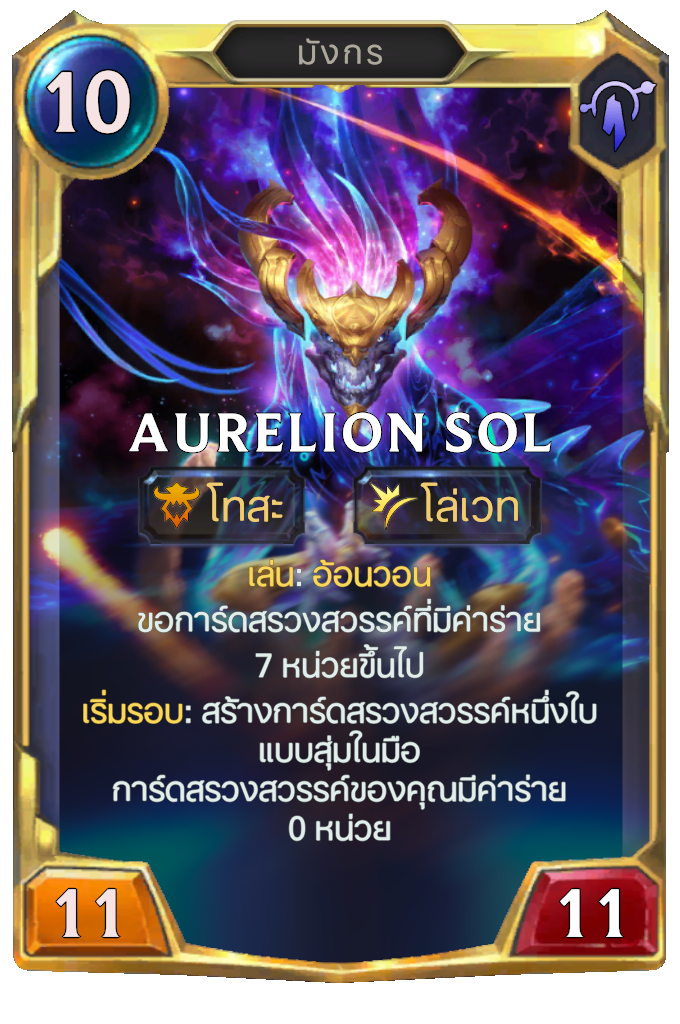 มังกร
10
AURELION SOL
โทสะ โล่เวท
เล่น: อ้อนวอน
ขอการ์ดสรวงสวรรค์ที่มีค่าร่าย
7 หน่วยขึ้นไป
เริ่มรอบ: สร้างการ์ดสรวงสวรรค์หนึ่งใบ
แบบสุ่มในมือ
การ์ดสรวงสวรรค์ของคุณมีค่าร่าย
0 หน่วย
11 11